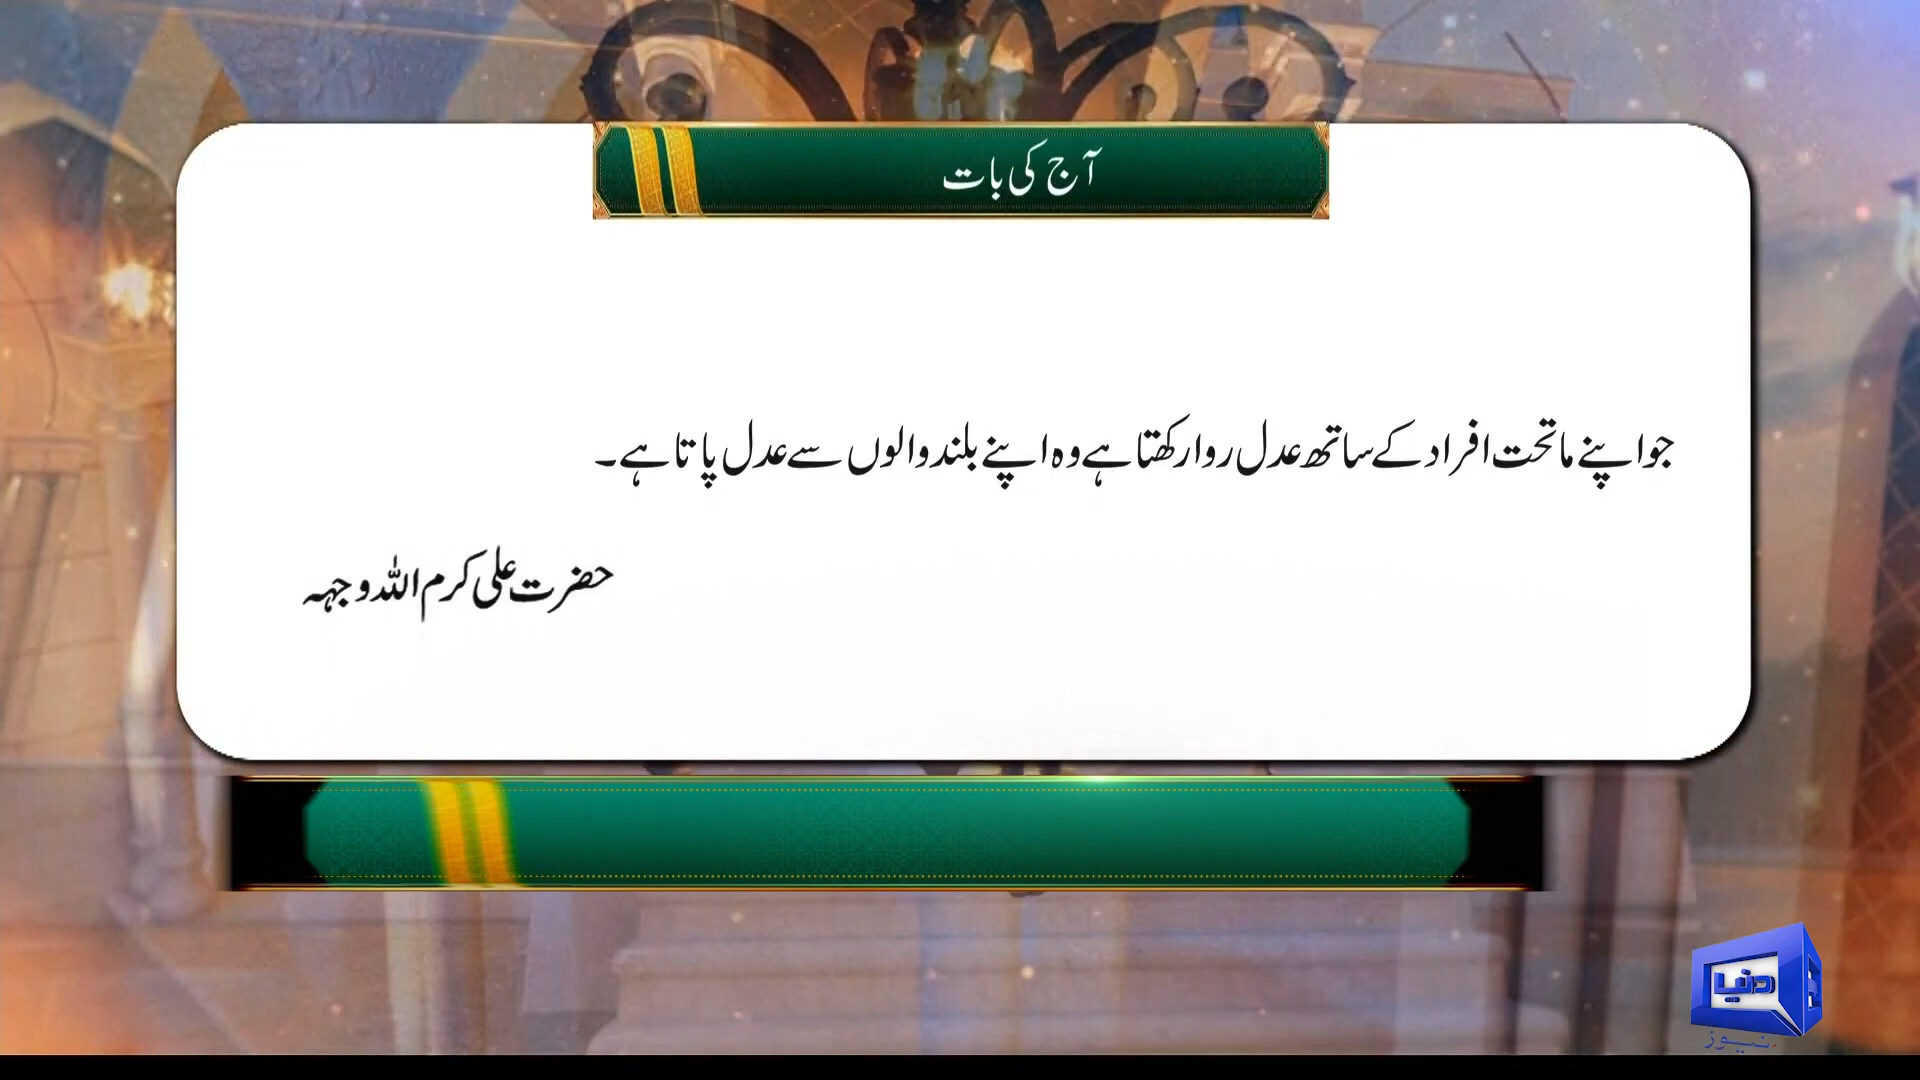 آج کی بات
جو اپنے ماتحت افراد کے ساتھ عدل روا رکھتا ہے وہ اپنے بلند والوں سے عدل پاتا ہے۔
حضرت علی کرم اللہ وجہہ
دنیا
نیوز